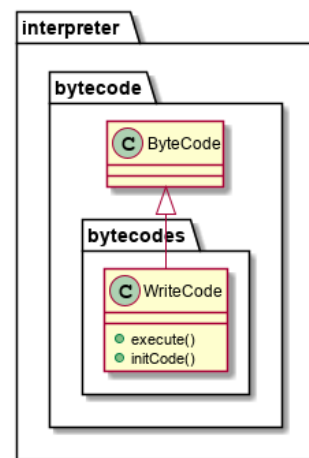 interpreter
bytecode
C ByteCode
bytecodes
C WriteCode
execute()
initCode()